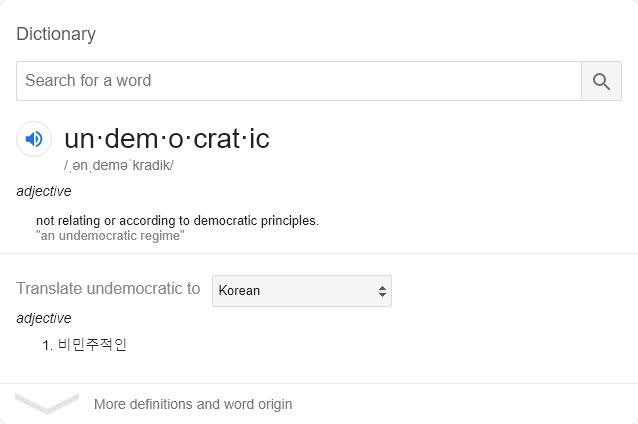 Dictionary
Search for a word
un·dem·o·crat·ic
/ˌənˌdeməˈkradik/
adjective
not relating or according to democratic principles.
"an undemocratic regime"
Translate undemocratic to Korean
adjective
1. 비민주적인
More definitions and word origin